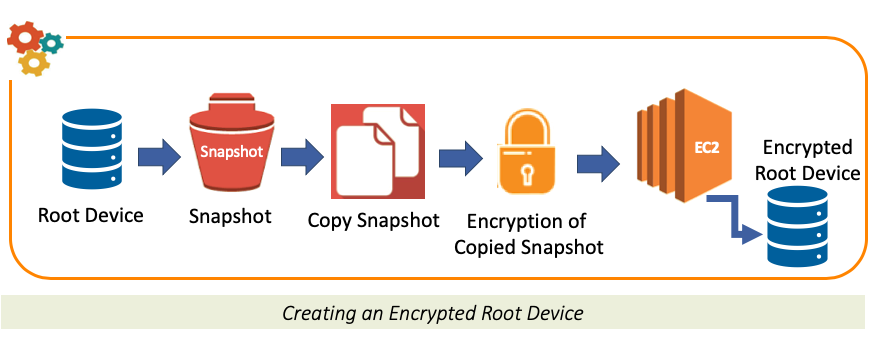 Root Device
Snapshot
Snapshot
Copy Snapshot
Encryption of
Copied Snapshot
EC2
Encrypted
Root Device
Creating an Encrypted Root Device